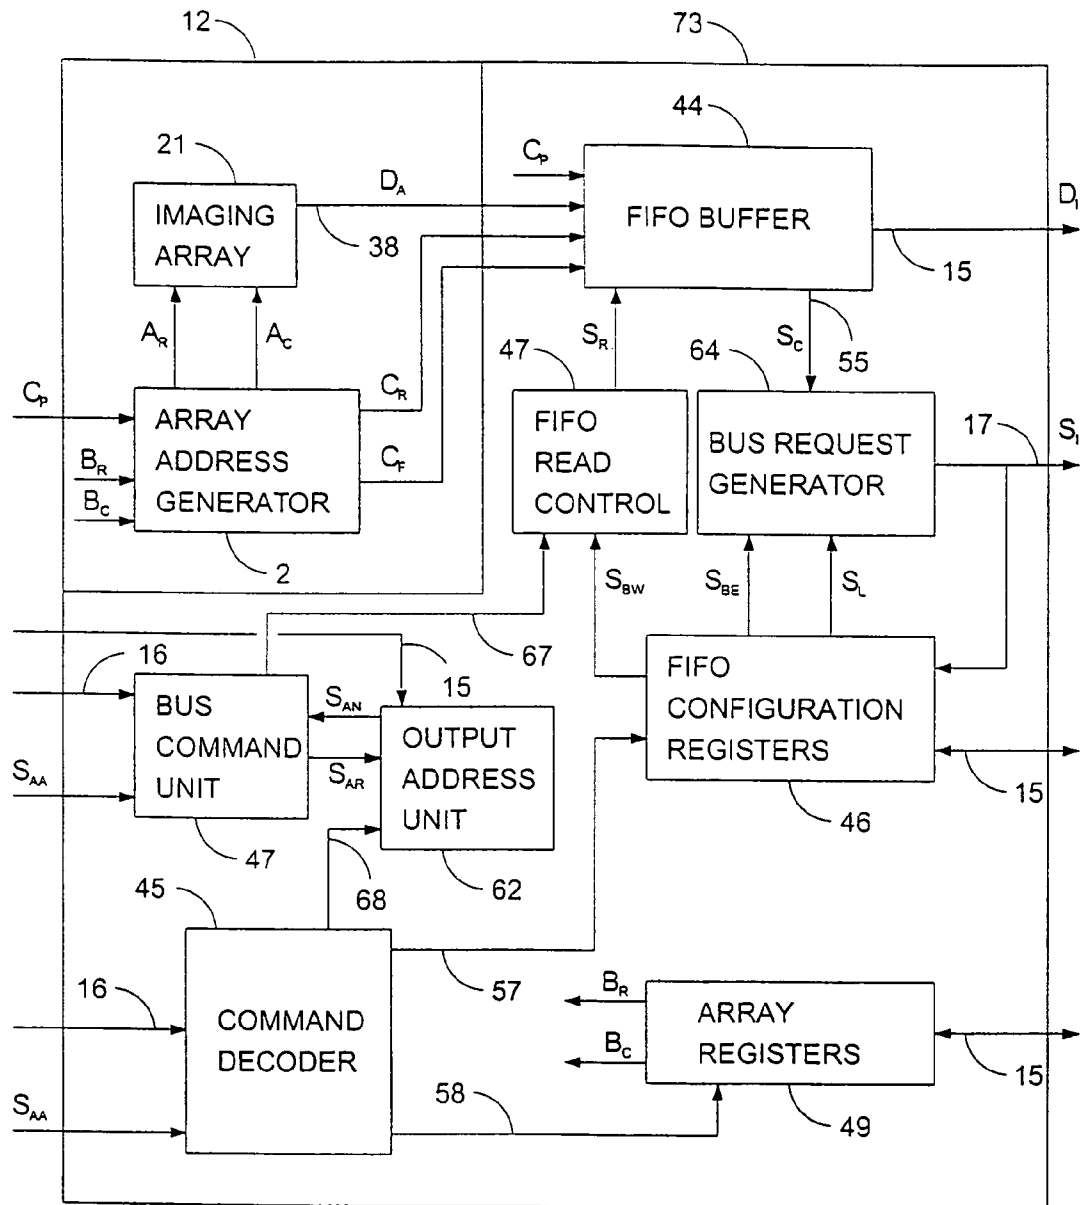 12
73
21
44
IMAGING
ARRAY
D_A
38
C_P
FIFO BUFFER
D_I
15
A_R
A_C
S_R
S_C
55
47
64
C_P
C_R
C_F
B_R
B_C
ARRAY
ADDRESS
GENERATOR
2
FIFO
READ
CONTROL
BUS REQUEST
GENERATOR
17
S_I
S_BW
S_BE
S_L
67
16
BUS
COMMAND
UNIT
S_AA
47
S_AN
S_AR
15
OUTPUT
ADDRESS
UNIT
62
68
FIFO
CONFIGURATION
REGISTERS
15
46
45
57
16
COMMAND
DECODER
S_AA
58
B_R
B_C
ARRAY
REGISTERS
15
49